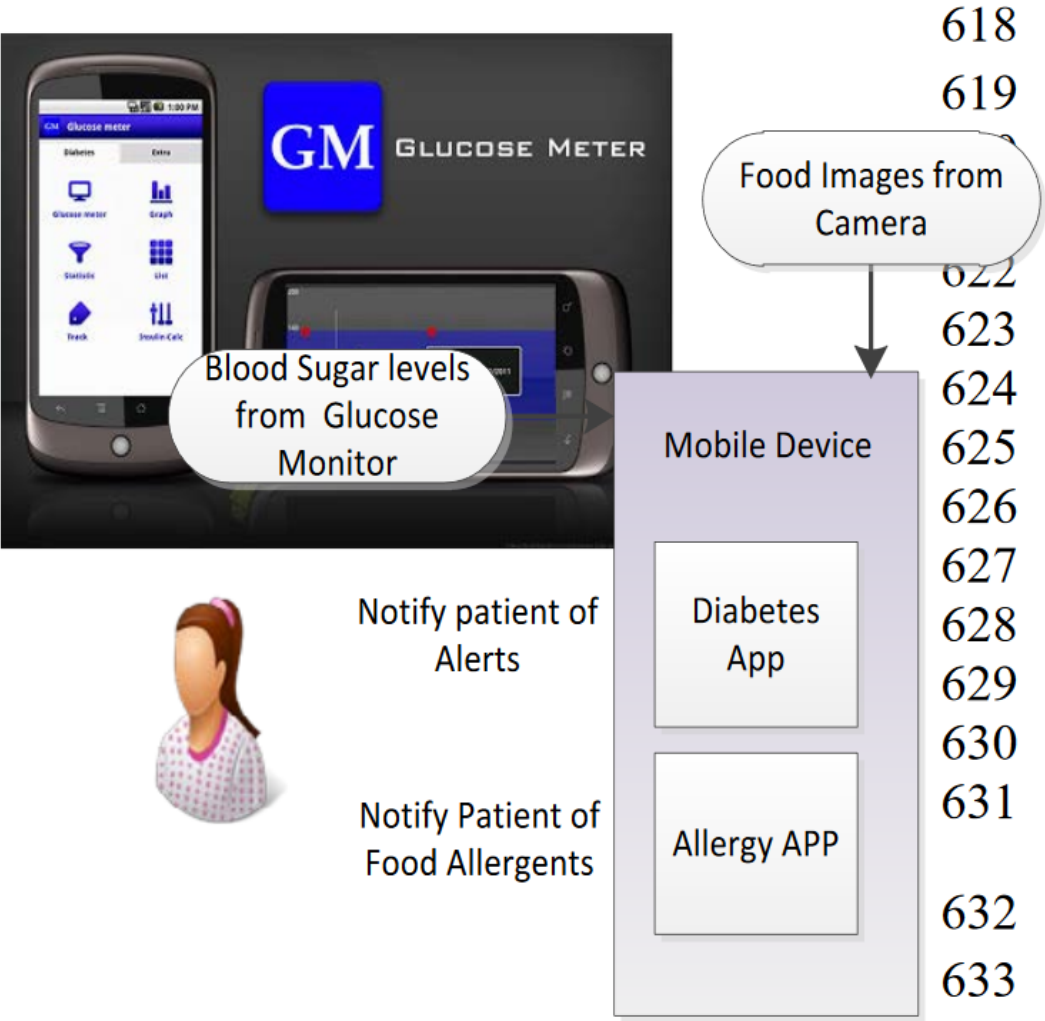 618
619
622
623
624
625
626
627
628
629
630
631
632
633
1:00 PM
GM Glucose meter
Diabetes Extra
Glucose meter Graph
Statistic List
Track Insulin Calc
GM GLUCOSE METER
Food Images from
Camera
Blood Sugar levels
from Glucose
Monitor
Mobile Device
Diabetes
App
Allergy APP
Notify patient of
Alerts
Notify Patient of
Food Allergents